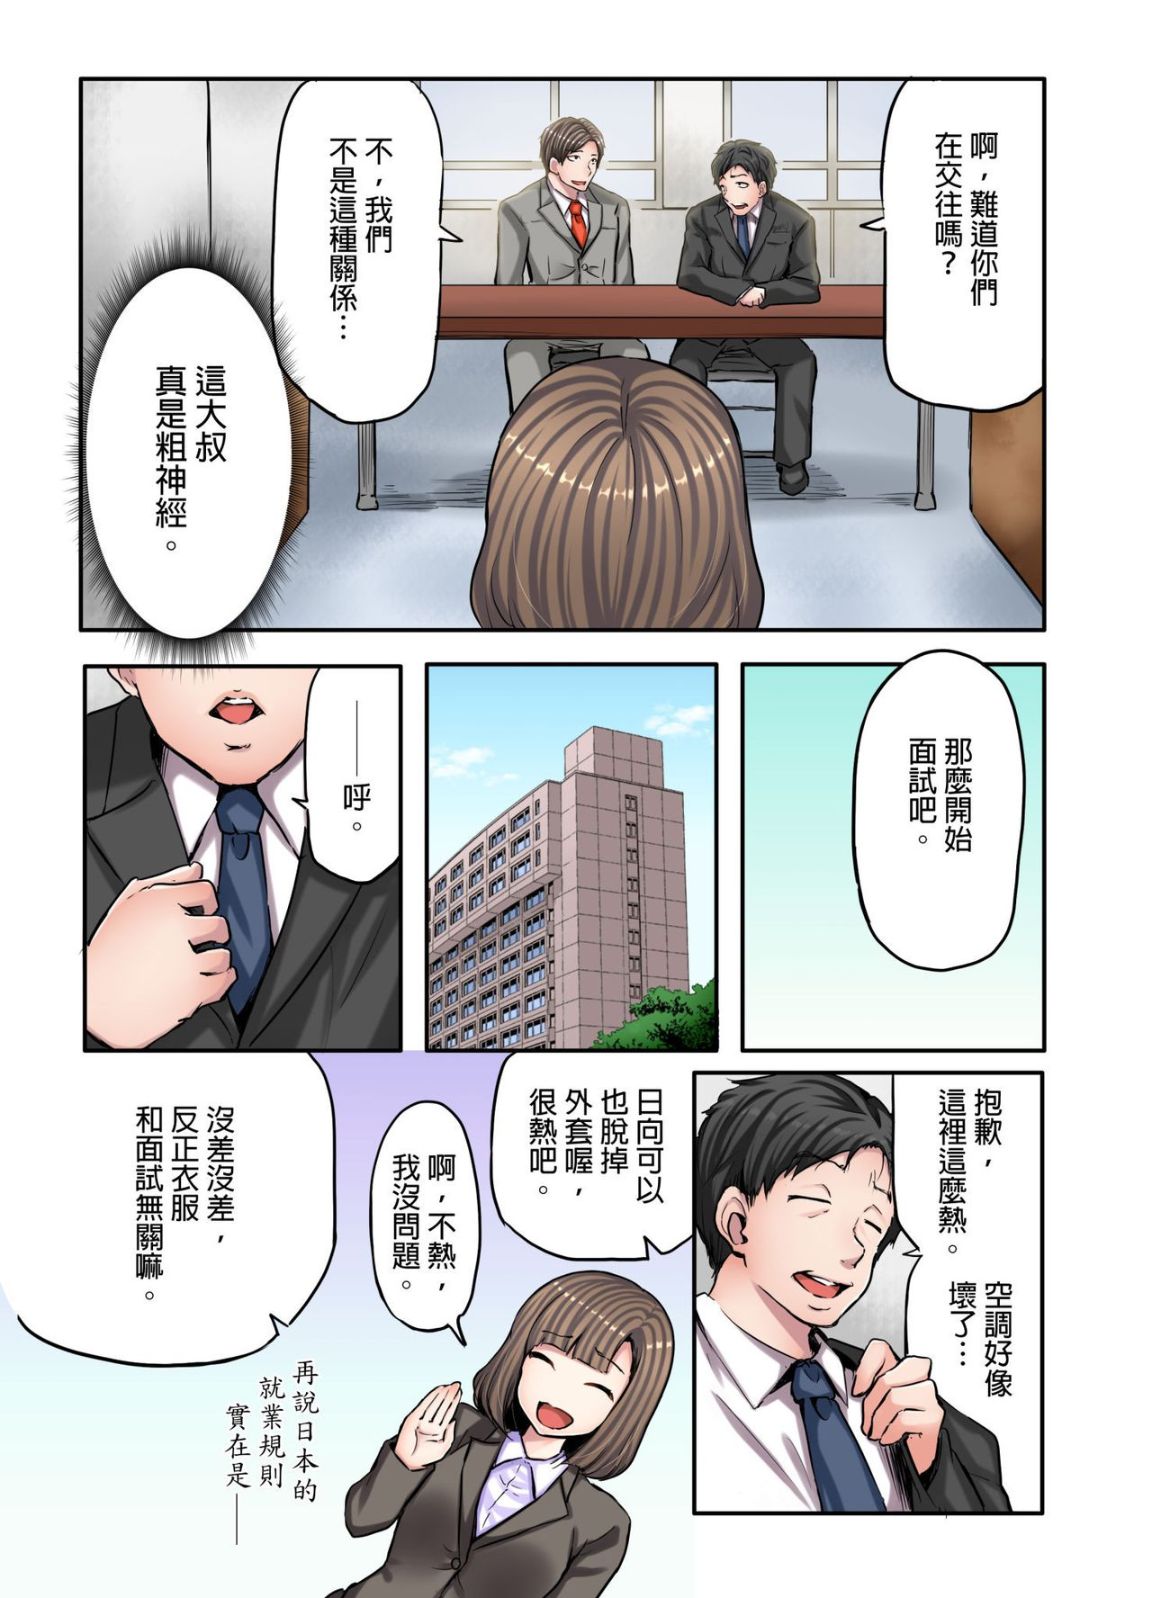 啊，難道你們
在交往嗎？
不，我們
不是這種關係…
這大叔
真是粗神經。
那麼開始
面試吧。
呼。
抱歉，
這裡這麼熱。
空調好像
壞了…
日向可以
也脫掉
外套喔，
很熱吧。
啊，不熱，
我沒問題。
沒差沒差，
反正衣服
和面試無關嘛。
再說日本的
就業規則
實在是——